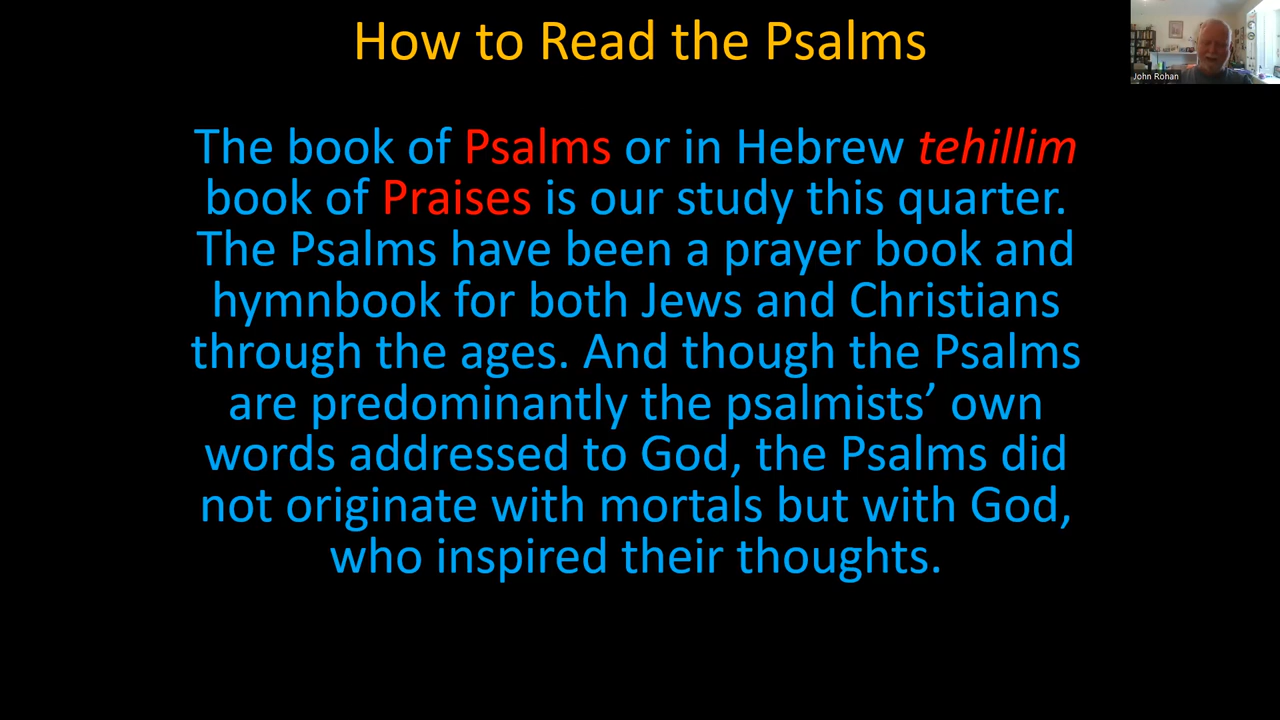 How to Read the Psalms
John Rohan
The book of Psalms or in Hebrew tehillim
book of Praises is our study this quarter.
The Psalms have been a prayer book and
hymnbook for both Jews and Christians
through the ages. And though the Psalms
are predominantly the psalmists’ own
words addressed to God, the Psalms did
not originate with mortals but with God,
who inspired their thoughts.